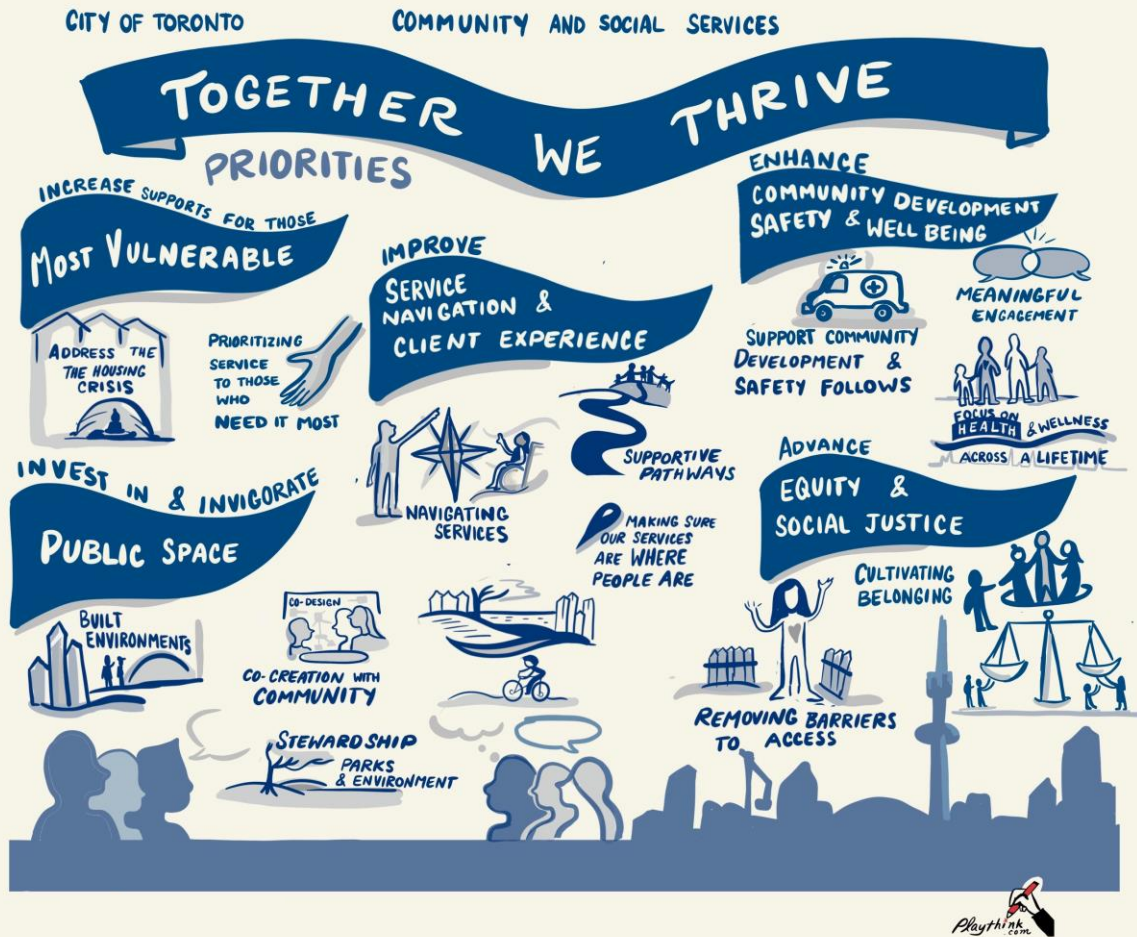 CITY OF TORONTO
COMMUNITY AND SOCIAL SERVICES
TOGETHER WE THRIVE
PRIORITIES
INCREASE SUPPORTS FOR THOSE
MOST VULNERABLE
ADDRESS THE
THE HOUSING
CRISIS
PRIORITIZING
SERVICE
TO THOSE
WHO
NEED IT MOST
IMPROVE
SERVICE
NAVIGATION &
CLIENT EXPERIENCE
NAVIGATING
SERVICES
SUPPORTIVE
PATHWAYS
MAKING SURE
OUR SERVICES
ARE WHERE
PEOPLE ARE
ENHANCE
COMMUNITY DEVELOPMENT
SAFETY & WELL BEING
SUPPORT COMMUNITY
DEVELOPMENT &
SAFETY FOLLOWS
MEANINGFUL
ENGAGEMENT
FOCUS ON
HEALTH & WELLNESS
ACROSS A LIFETIME
INVEST IN & INVIGORATE
PUBLIC SPACE
BUILT
ENVIRONMENTS
CO-DESIGN
CO-CREATION WITH
COMMUNITY
STEWARDSHIP
PARKS
& ENVIRONMENT
ADVANCE
EQUITY &
SOCIAL JUSTICE
CULTIVATING
BELONGING
REMOVING BARRIERS
TO ACCESS
Playthink
.com